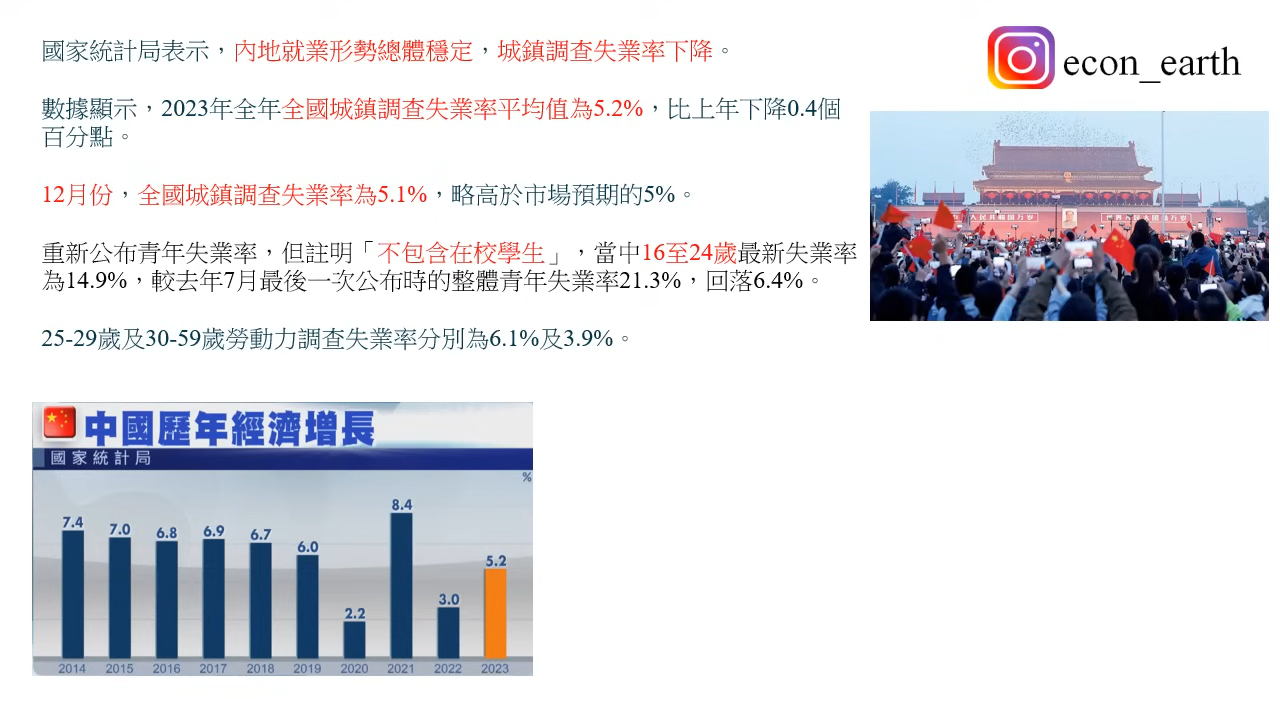 國家統計局表示，內地就業形勢總體穩定，城鎮調查失業率下降。
數據顯示，2023年全年全國城鎮調查失業率平均值為5.2%，比上年下降0.4個
百分點。
12月份，全國城鎮調查失業率為5.1%，略高於市場預期的5%。
重新公布青年失業率，但註明「不包含在校學生」，當中16至24歲最新失業率
為14.9%，較去年7月最後一次公布時的整體青年失業率21.3%，回落6.4%。
25-29歲及30-59歲勞動力調查失業率分別為6.1%及3.9%。
econ_earth
中國歷年經濟增長
國家統計局
%
7.4 7.0 6.8 6.9 6.7 6.0 2.2 8.4 3.0 5.2
2014 2015 2016 2017 2018 2019 2020 2021 2022 2023